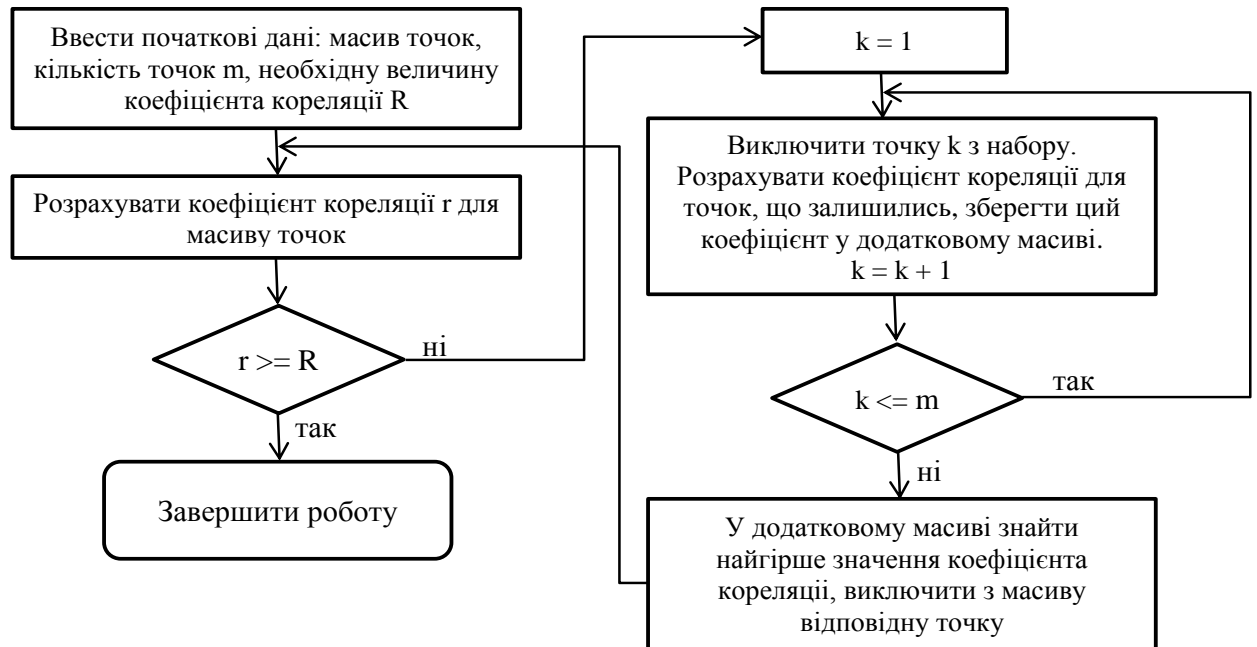 Ввести початкові дані: масив точок,
кількість точок m, необхідну величину
коефіцієнта кореляції R
Розрахувати коефіцієнт кореляції r для
масиву точок
r >= R
ні
так
Завершити роботу
k = 1
Виключити точку k з набору.
Розрахувати коефіцієнт кореляції для
точок, що залишились, зберегти цей
коефіцієнт у додатковому масиві.
k = k + 1
k <= m
так
ні
У додатковому масиві знайти
найгірше значення коефіцієнта
кореляціі, виключити з масиву
відповідну точку